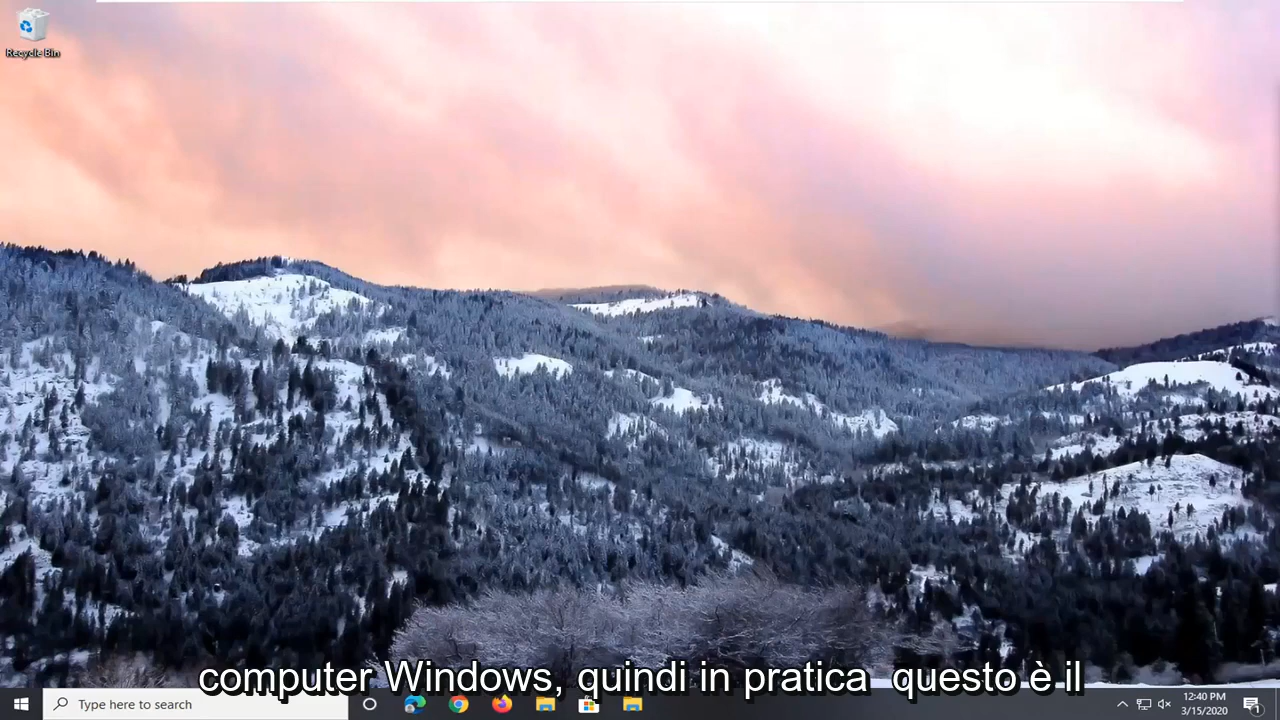 Recycle Bin
computer Windows, quindi in pratica questo è il
Type here to search
12:40 PM
3/15/2020
1